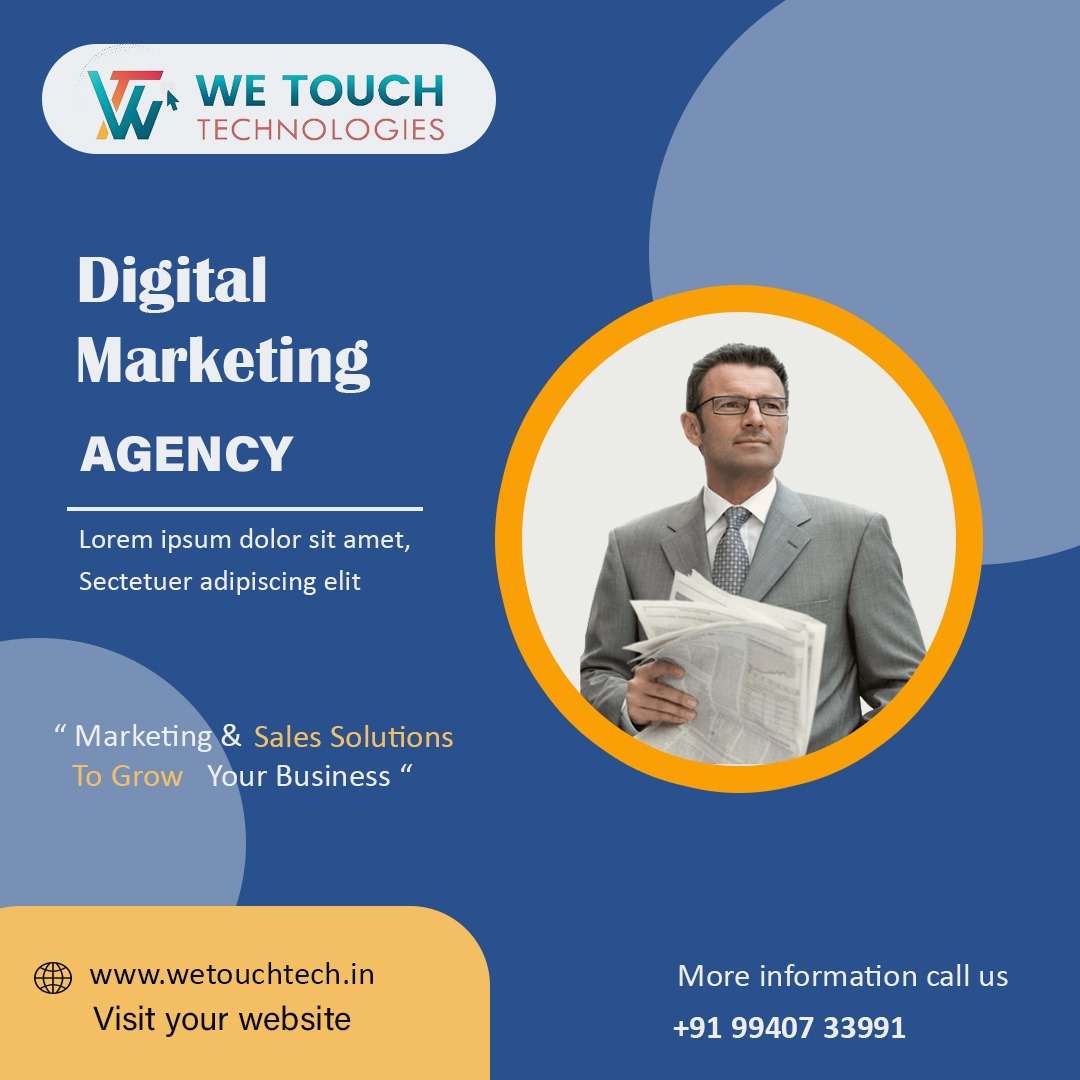 WE TOUCH
TECHNOLOGIES
Digital
Marketing
AGENCY
Lorem ipsum dolor sit amet,
Sectetuer adipiscing elit
“ Marketing & Sales Solutions
To Grow Your Business “
www.wetouchtech.in
Visit your website
More information call us
+91 99407 33991